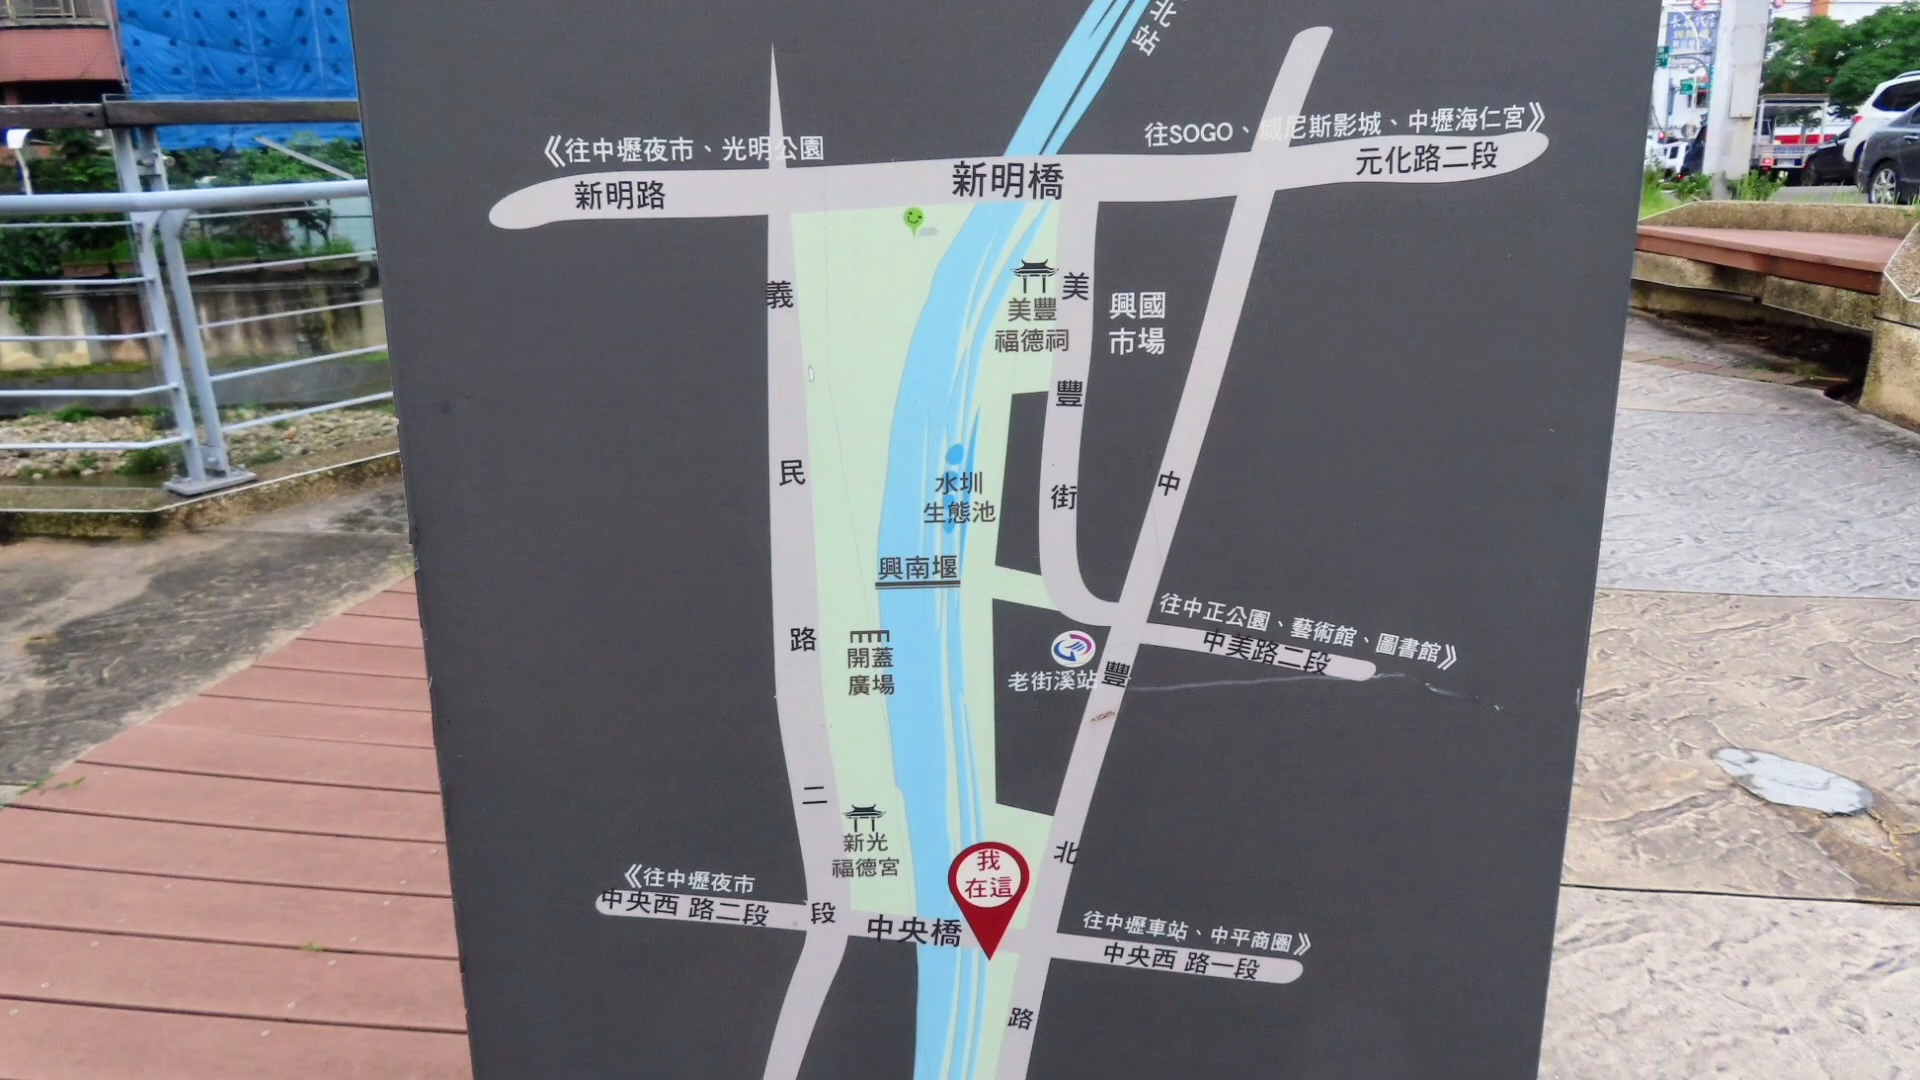 北站
《往中壢夜市、光明公園
往SOGO、威尼斯影城、中壢海仁宮》
新明路
新明橋
元化路二段
義民路二段
美豐
福德祠
美豐街
興國
市場
水圳
生態池
興南堰
開蓋
廣場
老街溪站
中豐北路
往中正公園、藝術館、圖書館》
中美路二段
新光
福德宮
我
在這
《往中壢夜市
中央西 路二段
中央橋
往中壢車站、中平商圈》
中央西 路一段